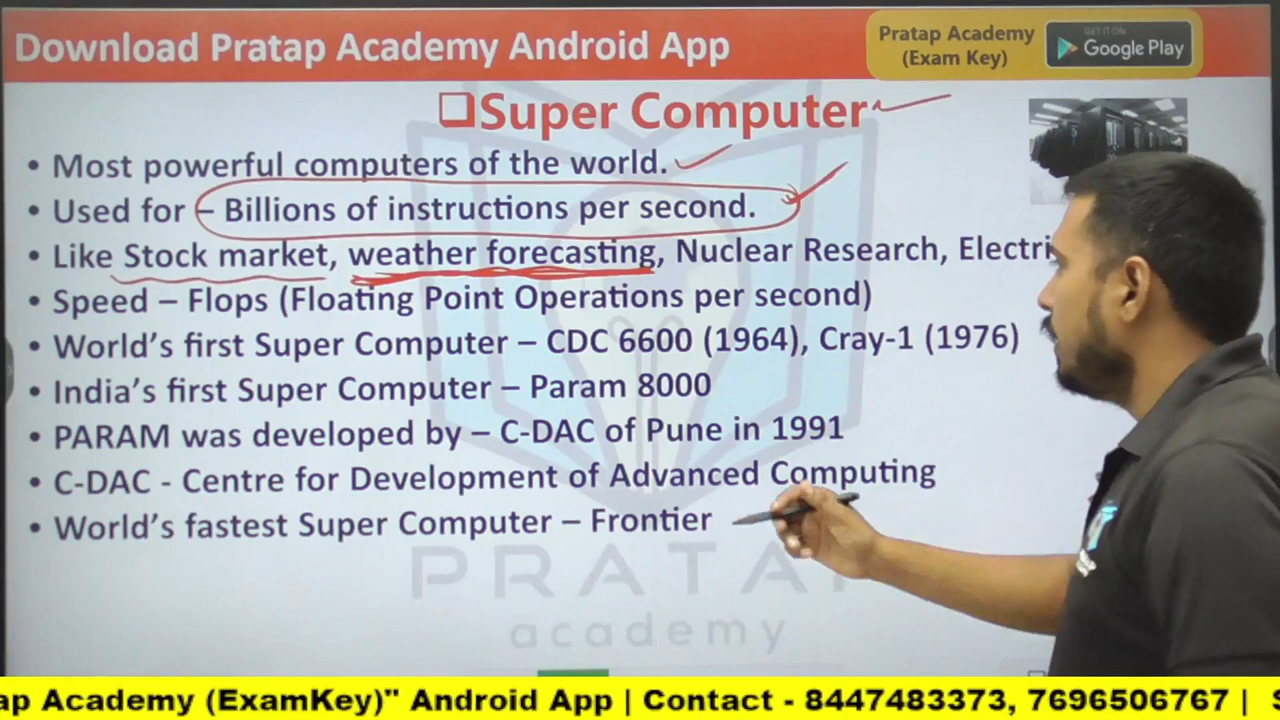 Download Pratap Academy Android App
Pratap Academy
(Exam Key)
GET IT ON
Google Play
❑Super Computer
• Most powerful computers of the world.
• Used for – Billions of instructions per second.
• Like Stock market, weather forecasting, Nuclear Research, Electri
• Speed – Flops (Floating Point Operations per second)
• World's first Super Computer – CDC 6600 (1964), Cray-1 (1976)
• India's first Super Computer – Param 8000
• PARAM was developed by – C-DAC of Pune in 1991
• C-DAC - Centre for Development of Advanced Computing
• World's fastest Super Computer – Frontier
PRATA
academy
ap Academy (ExamKey)" Android App | Contact - 8447483373, 7696506767 |